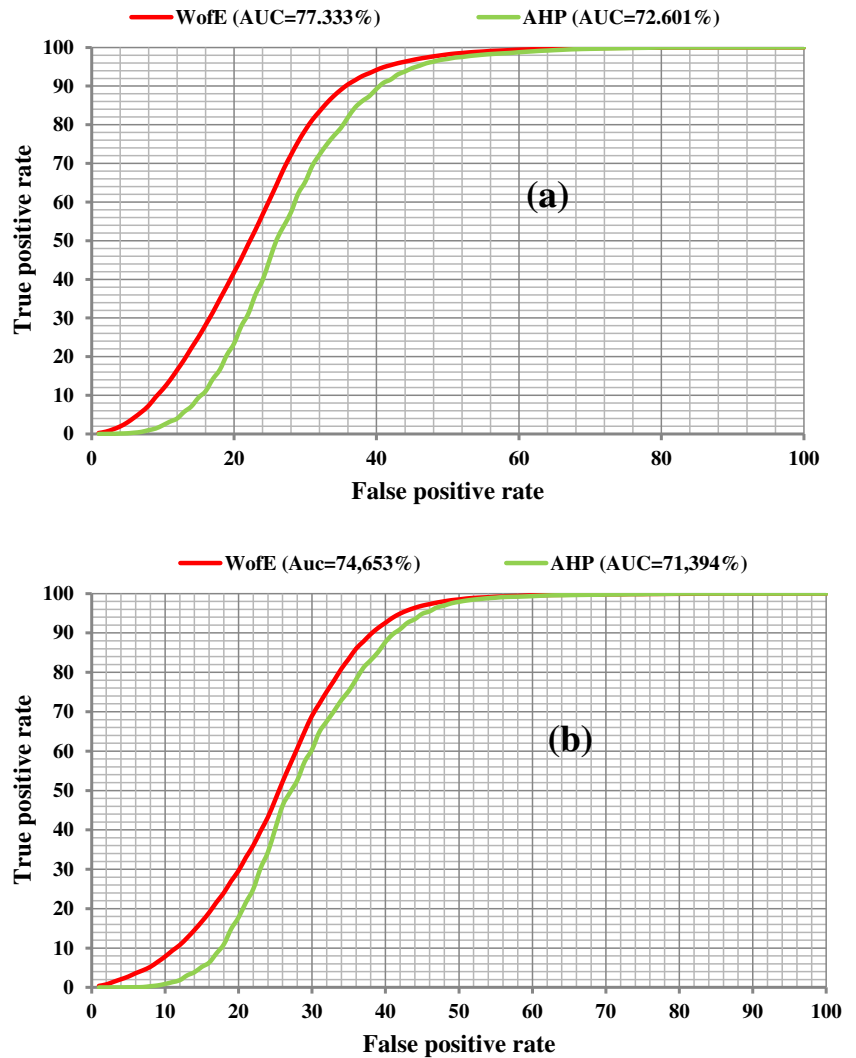 WofE (AUC=77.333%) AHP (AUC=72.601%)
100
90
80
70
60
50
40
30
20
10
0
True positive rate
(a)
0 20 40 60 80 100
False positive rate
WofE (Auc=74,653%) AHP (AUC=71,394%)
100
90
80
70
60
50
40
30
20
10
0
True positive rate
(b)
0 10 20 30 40 50 60 70 80 90 100
False positive rate